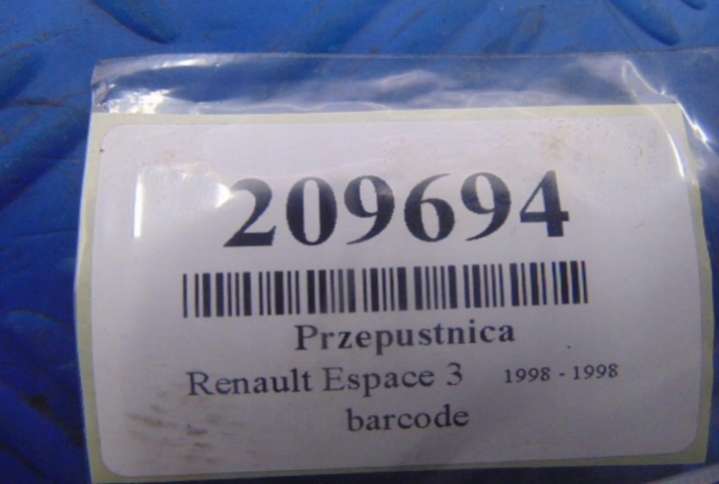 209694
Przepustnica
Renault Espace 3 1998 - 1998
barcode